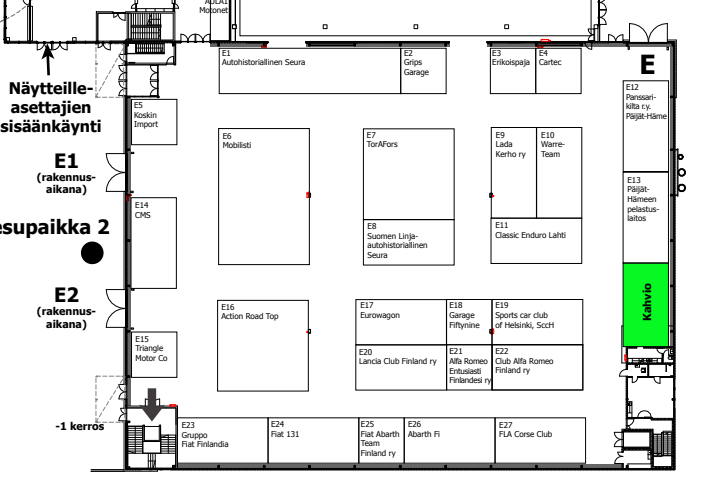 AULA1
Motonet
E1
Autohistoriallinen Seura
E2
Grips
Garage
E3
Erikoispaja
E4
Cartec
E
E12
Panssari-
kilta r.y.
Päijät-Häme
Näytteille-
asettajien
sisäänkäynti
E5
Koskin
Import
E6
Mobilisti
E7
TorAFors
E9
Lada
Kerho ry
E10
Warre-
Team
E1
(rakennus-
aikana)
E13
Päijät-
Hämeen
pelastus-
laitos
E14
CMS
esupaikka 2
E8
Suomen Linja-
autohistoriallinen
Seura
E11
Classic Enduro Lahti
Kahvio
E2
(rakennus-
aikana)
E16
Action Road Top
E17
Eurowagon
E18
Garage
Fiftynine
E19
Sports car club
of Helsinki, SccH
E15
Triangle
Motor Co
E20
Lancia Club Finland ry
E21
Alfa Romeo
Entusiasti
Finlandesi ry
E22
Club Alfa Romeo
Finland ry
-1 kerros
E23
Gruppo
Fiat Finlandia
E24
Fiat 131
E25
Fiat Abarth
Team
Finland ry
E26
Abarth Fi
E27
FLA Corse Club